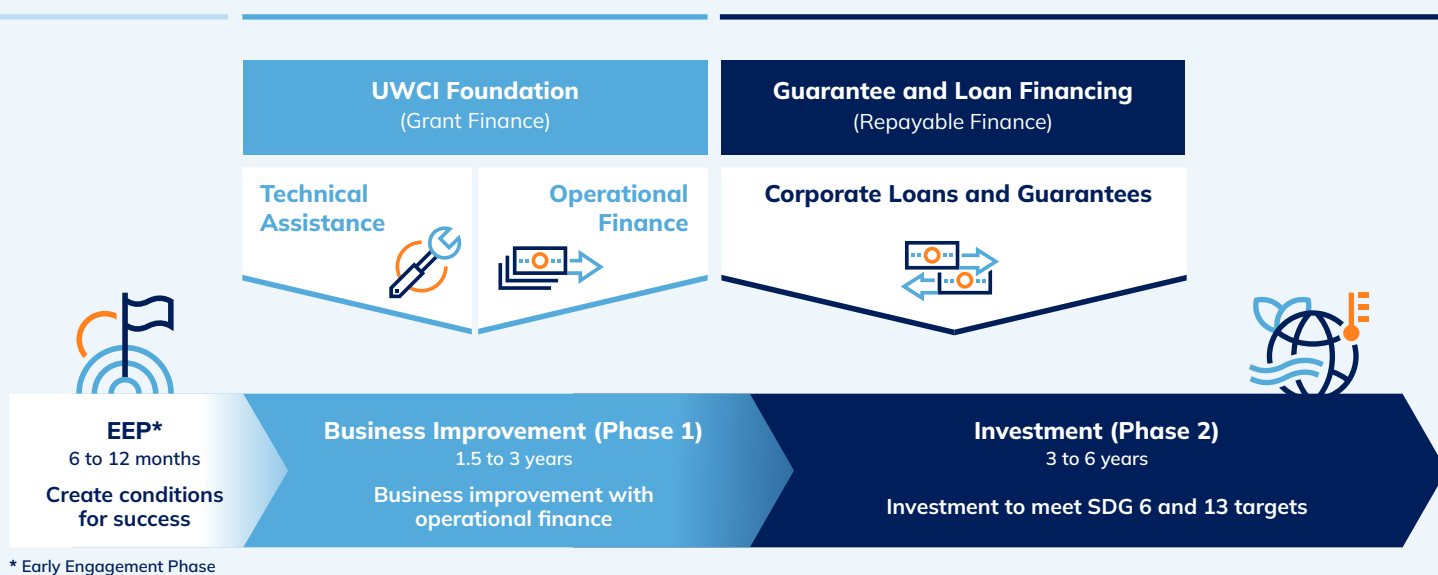 UWCI Foundation
(Grant Finance)
Guarantee and Loan Financing
(Repayable Finance)
Technical
Assistance
Operational
Finance
Corporate Loans and Guarantees
EEP*
6 to 12 months
Create conditions
for success
Business Improvement (Phase 1)
1.5 to 3 years
Business improvement with
operational finance
Investment (Phase 2)
3 to 6 years
Investment to meet SDG 6 and 13 targets
* Early Engagement Phase